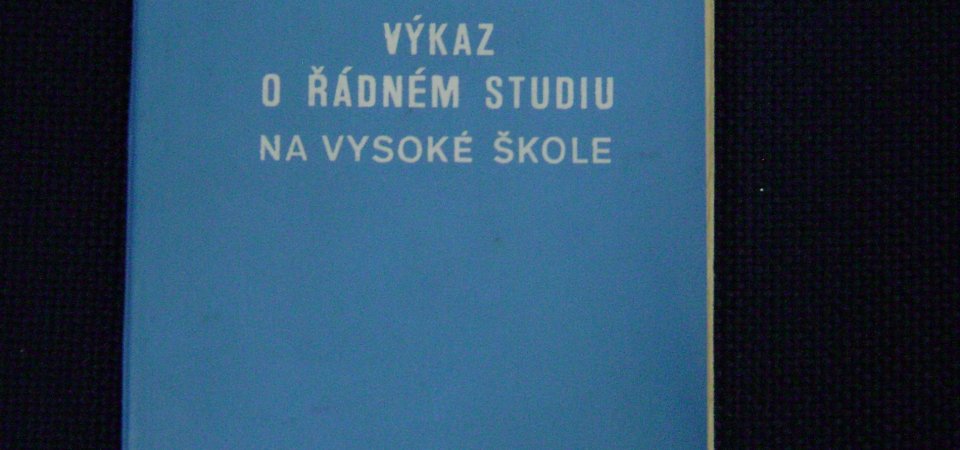 VÝKAZ
O ŘÁDNÉM STUDIU
NA VYSOKÉ ŠKOLE